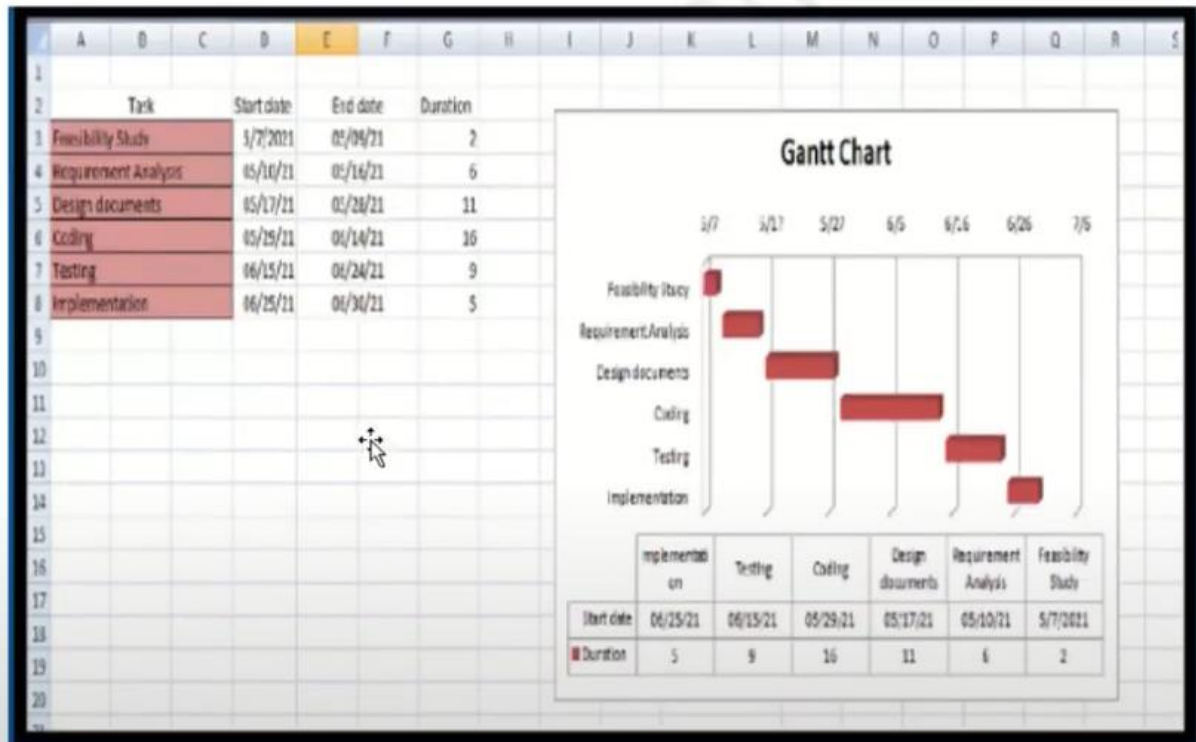 A B C D E F G H I J K L M N O P Q R S
1
2 Task Start date End date Duration
3 Feasibility Study 5/7/2021 05/09/21 2
4 Requirement Analysis 05/10/21 05/16/21 6
5 Design documents 05/17/21 05/28/21 11
6 Coding 05/29/21 06/14/21 16
7 Testing 06/15/21 06/24/21 9
8 Implementation 06/25/21 06/30/21 5
9
10
11
12
13
14
15
16
17
18
19
20
Gantt Chart
5/7 5/17 5/27 6/6 6/16 6/26 7/6
Feasibility Study
Requirement Analysis
Design documents
Coding
Testing
Implementation
mplementati Testing Coding Design Requirement Feasibility
on documents Analysis Study
Start date 06/25/21 06/15/21 05/29/21 05/17/21 05/10/21 5/7/2021
Duration 5 9 16 11 6 2